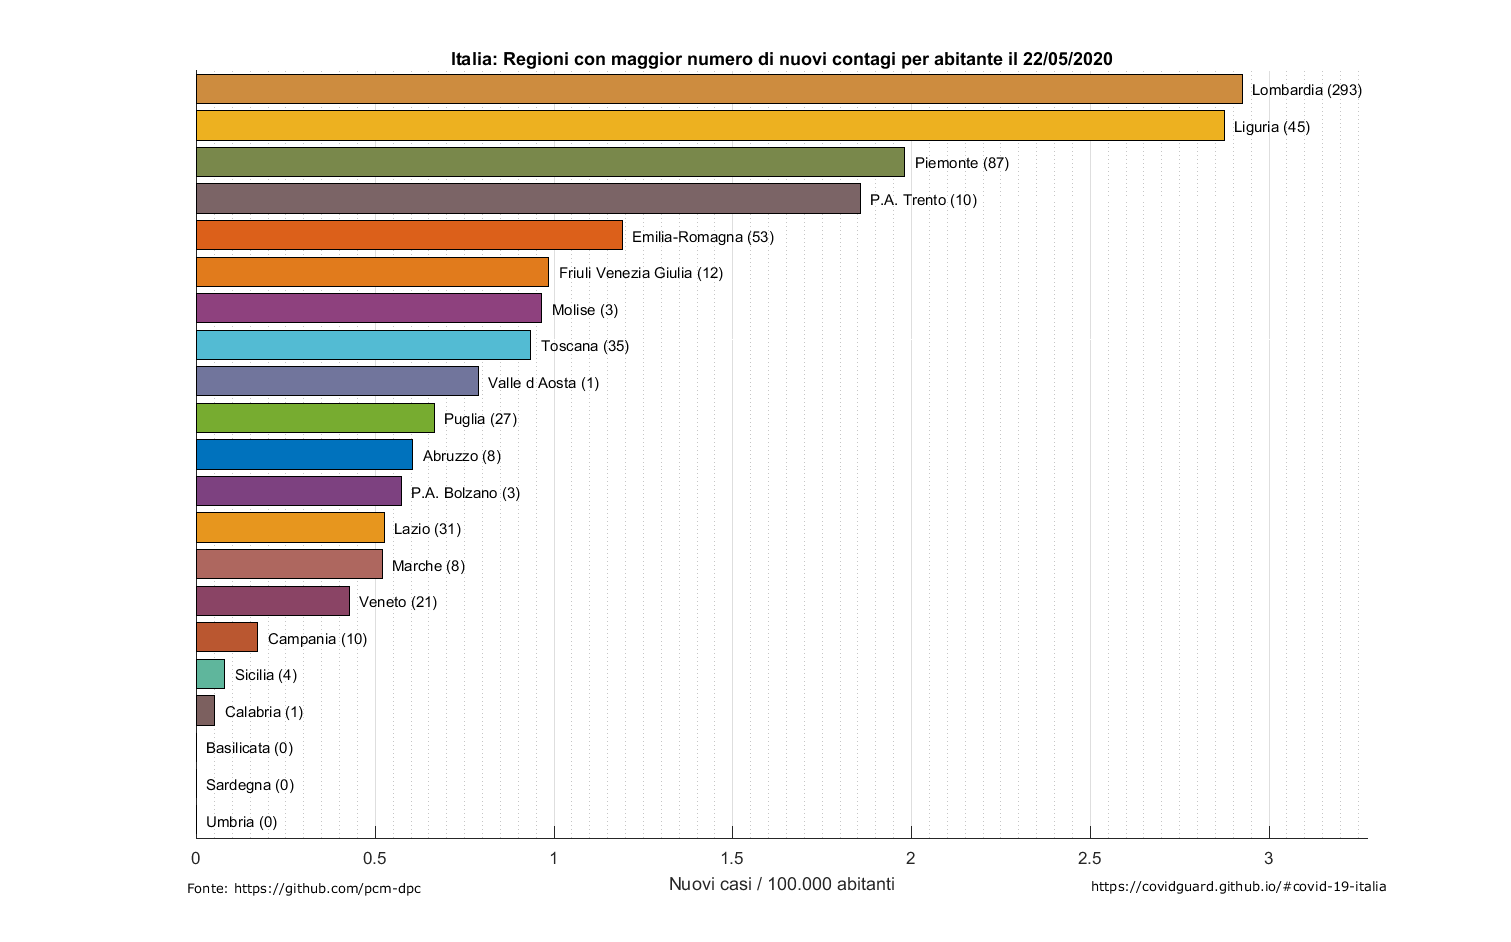 Italia: Regioni con maggior numero di nuovi contagi per abitante il 22/05/2020
Lombardia (293)
Liguria (45)
Piemonte (87)
P.A. Trento (10)
Emilia-Romagna (53)
Friuli Venezia Giulia (12)
Molise (3)
Toscana (35)
Valle d Aosta (1)
Puglia (27)
Abruzzo (8)
P.A. Bolzano (3)
Lazio (31)
Marche (8)
Veneto (21)
Campania (10)
Sicilia (4)
Calabria (1)
Basilicata (0)
Sardegna (0)
Umbria (0)
0 0.5 1 1.5 2 2.5 3
Nuovi casi / 100.000 abitanti
Fonte: https://github.com/pcm-dpc
https://covidguard.github.io/#covid-19-italia